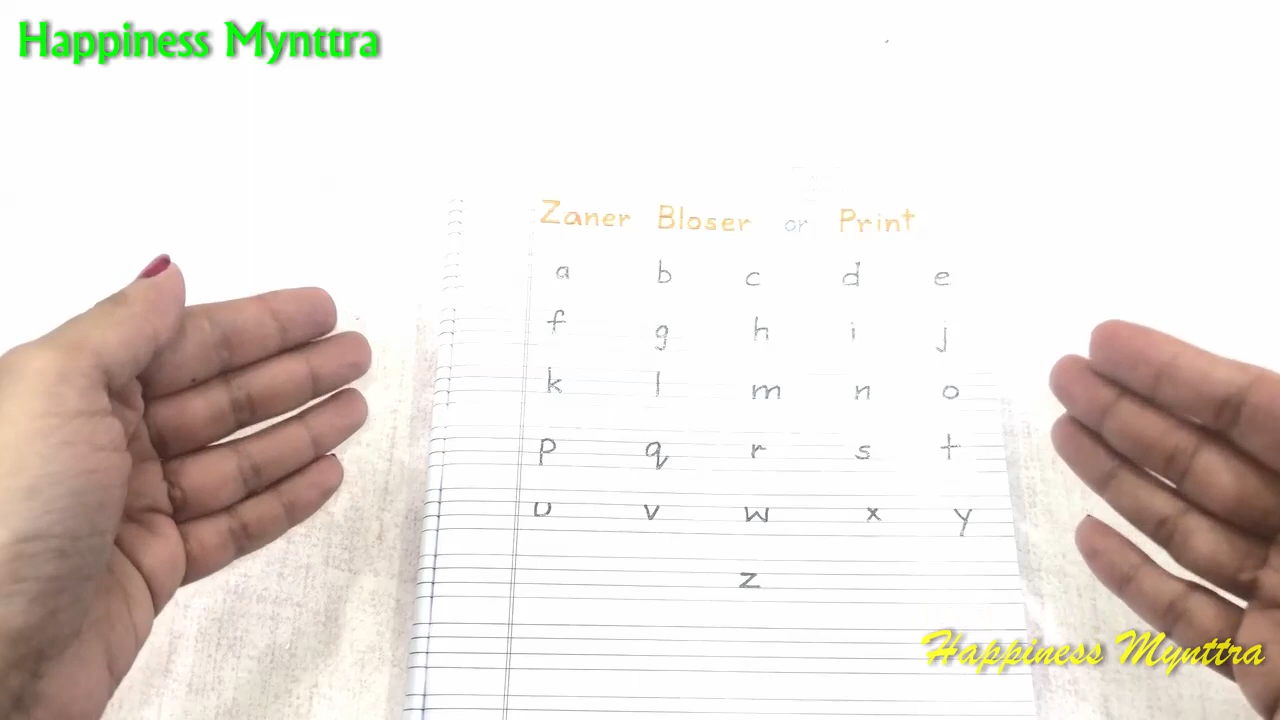 Happiness Mynttra
Zaner Bloser or Print
a b c d e
f g h i j
k l m n o
p q r s t
u v w x y
z
Happiness Mynttra